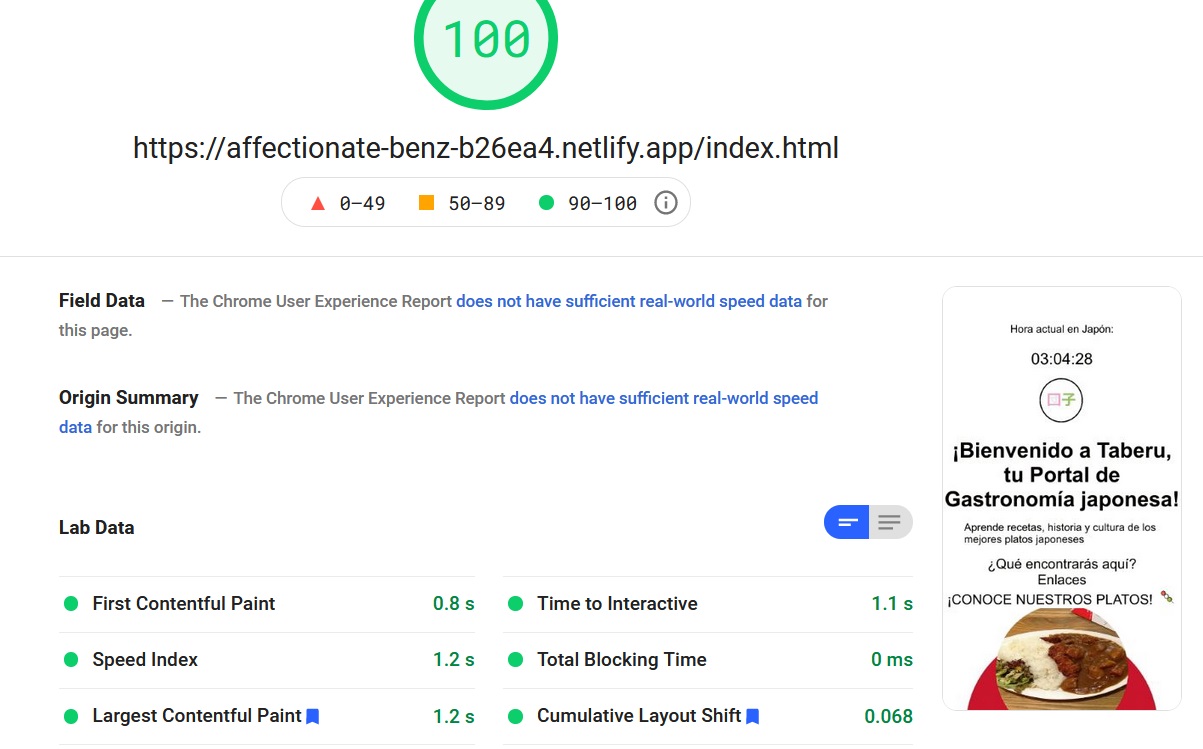 100
https://affectionate-benz-b26ea4.netlify.app/index.html
0–49 50–89 90–100
Field Data — The Chrome User Experience Report does not have sufficient real-world speed data for
this page.
Origin Summary — The Chrome User Experience Report does not have sufficient real-world speed
data for this origin.
Lab Data
First Contentful Paint 0.8 s
Time to Interactive 1.1 s
Speed Index 1.2 s
Total Blocking Time 0 ms
Largest Contentful Paint 1.2 s
Cumulative Layout Shift 0.068
Hora actual en Japón:
03:04:28
口子
¡Bienvenido a Taberu,
tu Portal de
Gastronomía japonesa!
Aprende recetas, historia y cultura de los
mejores platos japoneses
¿Qué encontrarás aquí?
Enlaces
¡CONOCE NUESTROS PLATOS! 🍡